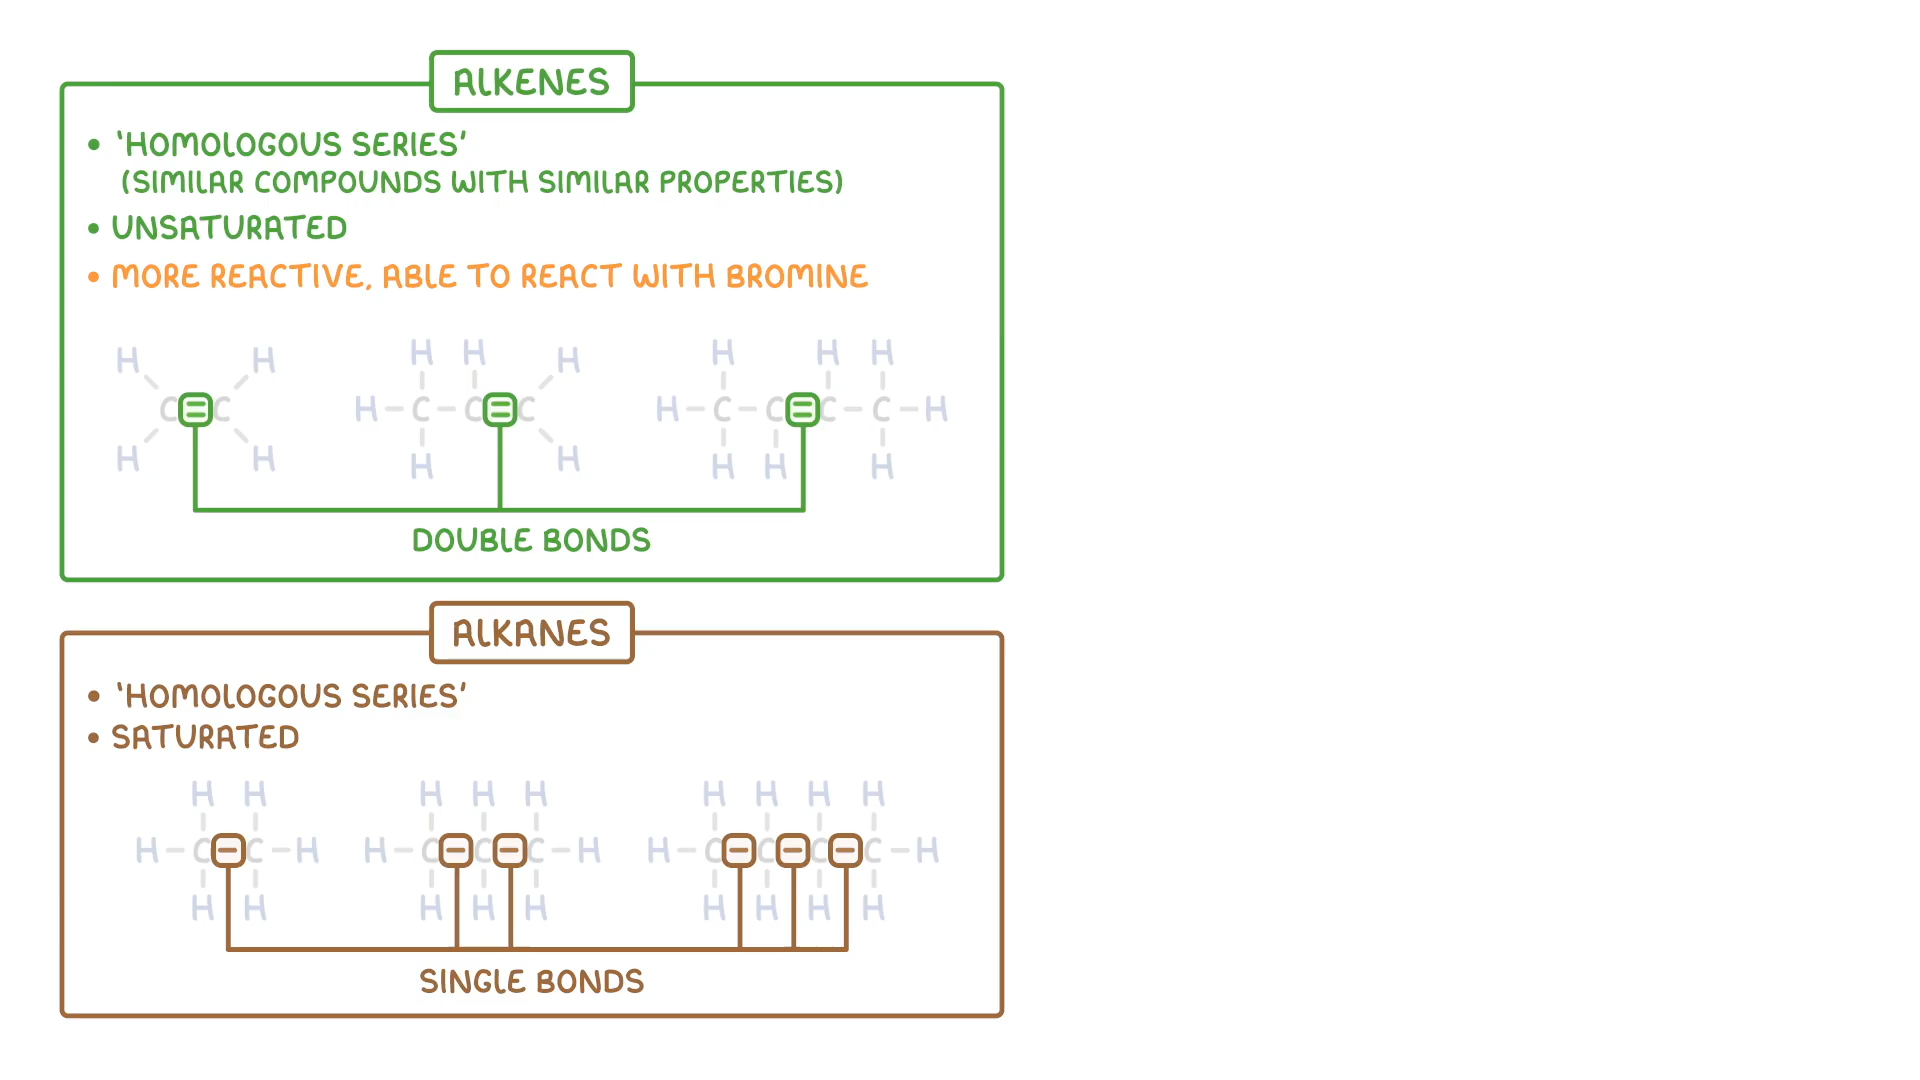 ALKENES
• 'HOMOLOGOUS SERIES'
(SIMILAR COMPOUNDS WITH SIMILAR PROPERTIES)
• UNSATURATED
• MORE REACTIVE, ABLE TO REACT WITH BROMINE
H H H H H H H H
H C C H C C C H C C C C H
H H H H H H H H
DOUBLE BONDS
ALKANES
• 'HOMOLOGOUS SERIES'
• SATURATED
H H H H H H H H H
H C C H H C C C H H C C C C H
H H H H H H H H H
SINGLE BONDS